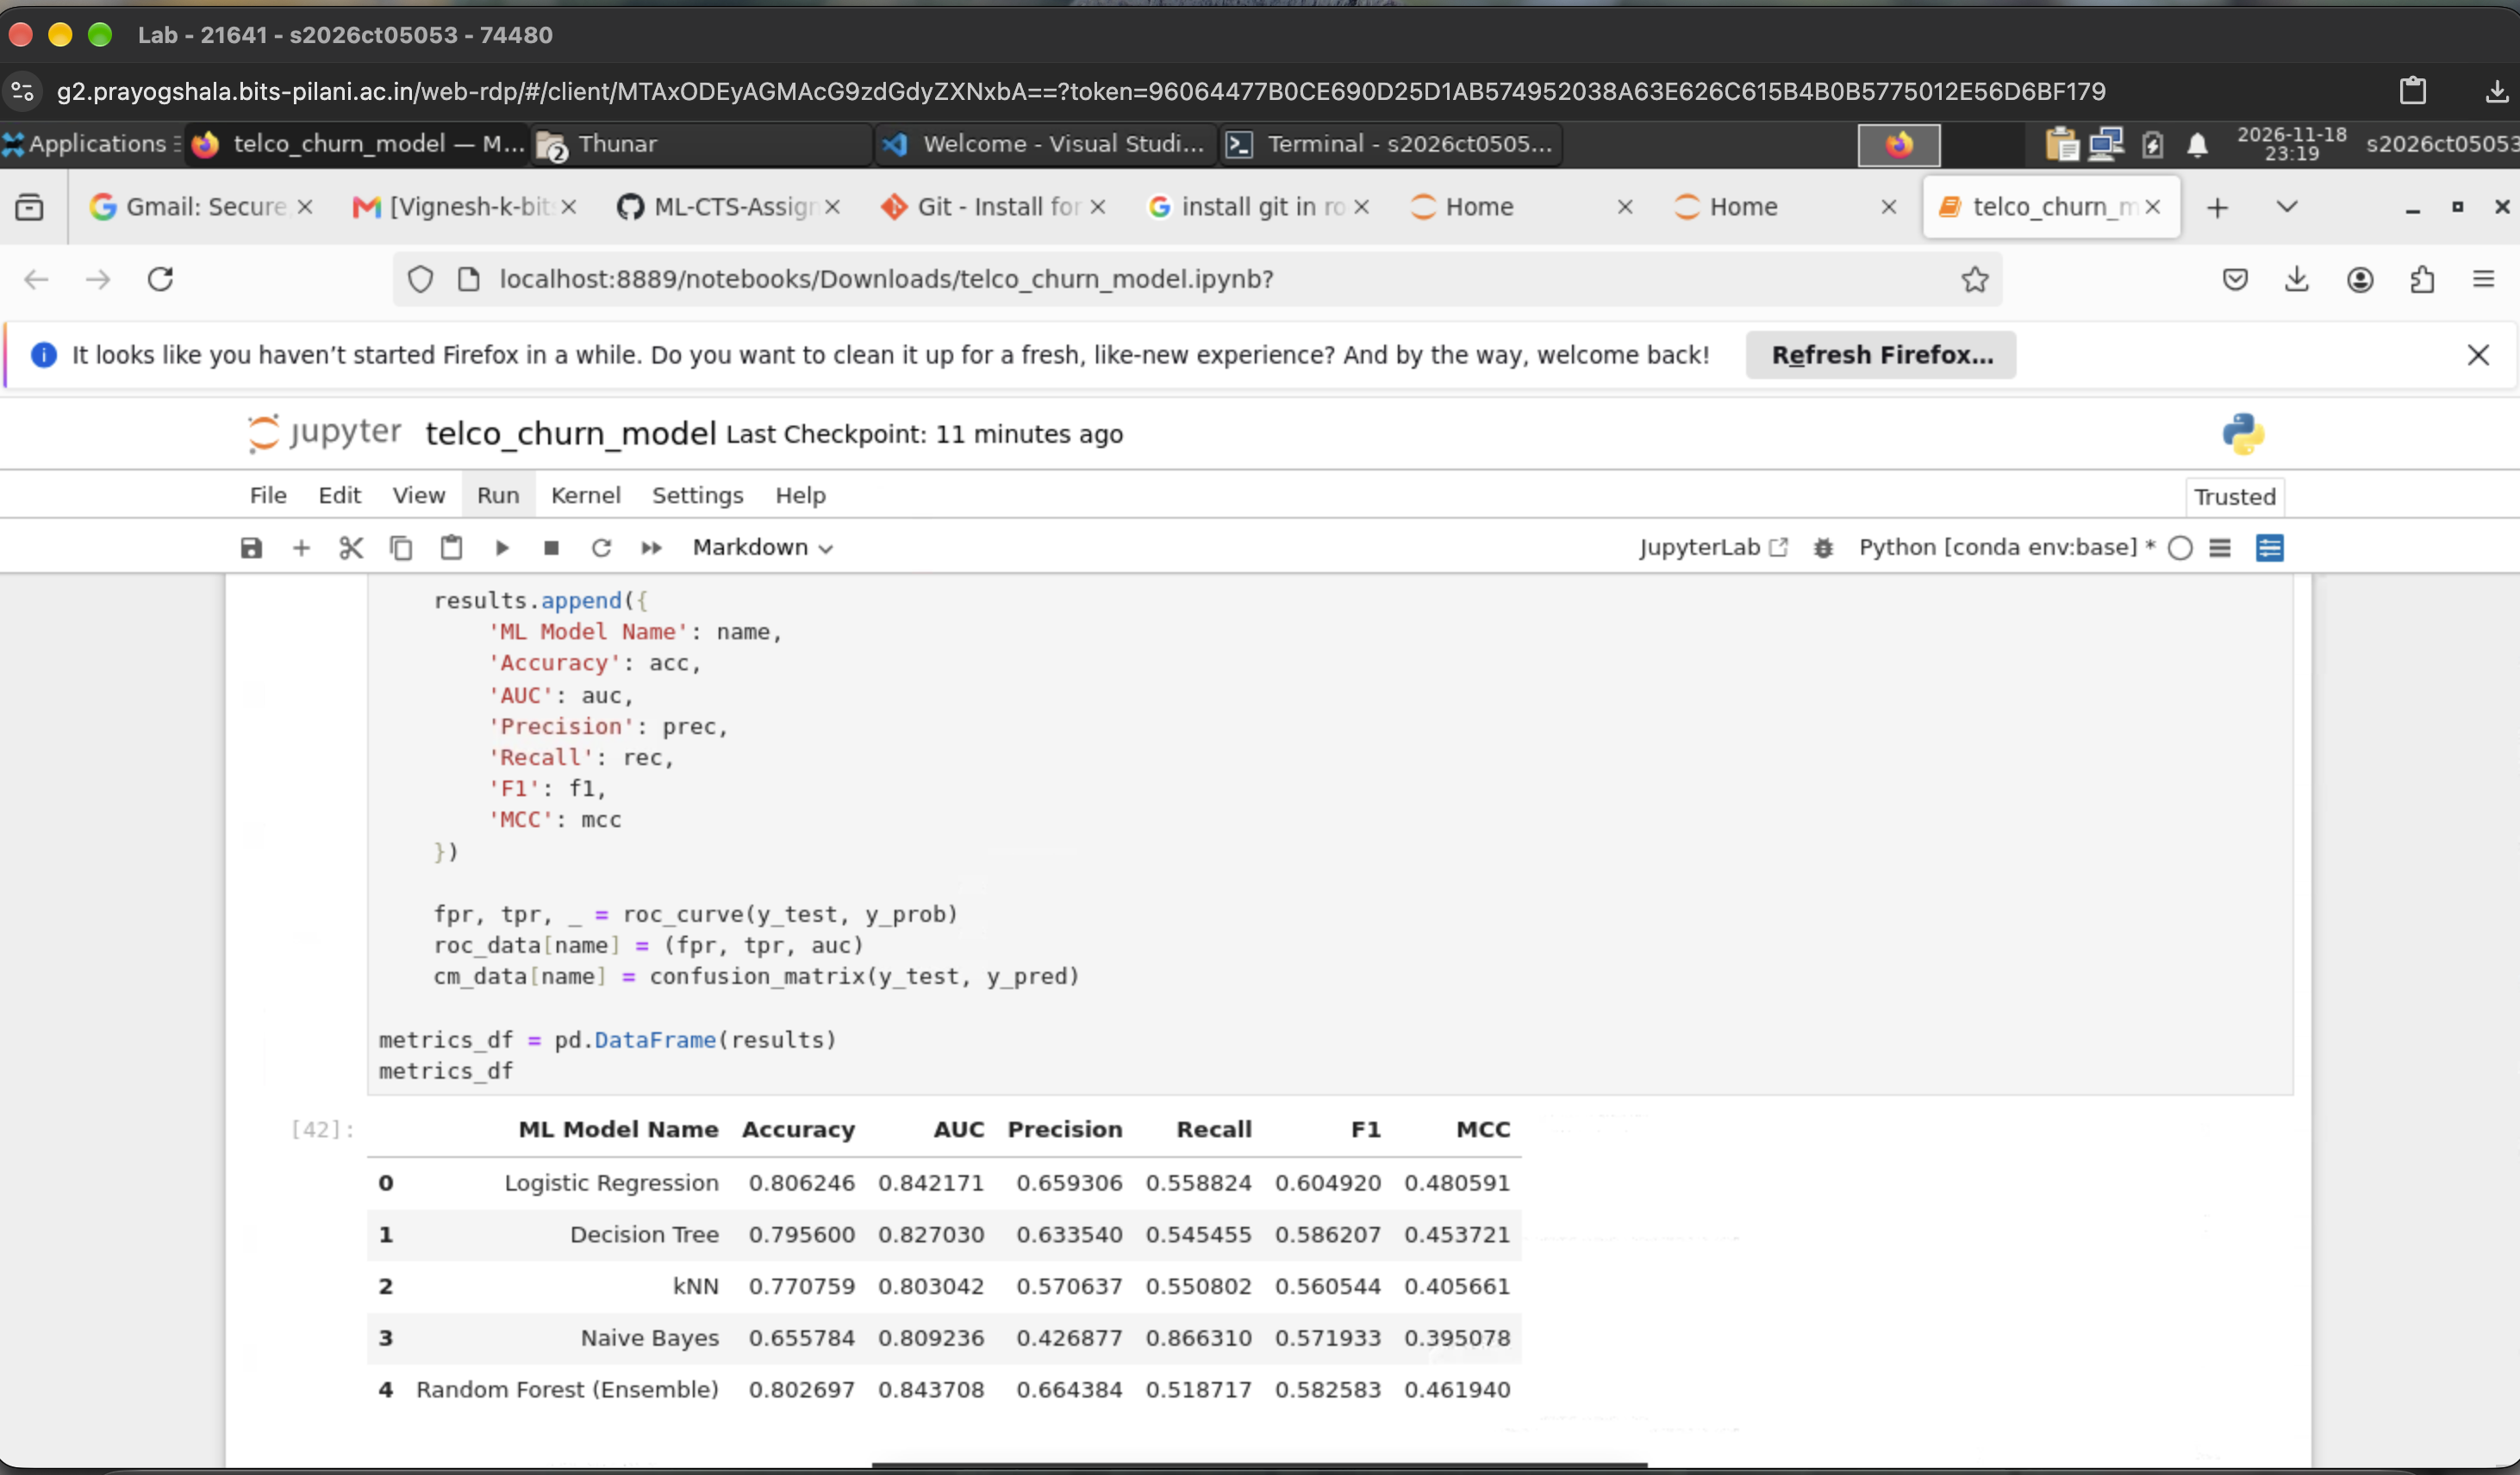 Lab - 21641 - s2026ct05053 - 74480
g2.prayogshala.bits-pilani.ac.in/web-rdp/#/client/MTAxODEyAGMAcG9zdGdyZXNxbA==?token=96064477B0CE690D25D1AB574952038A63E626C615B4B0B5775012E56D6BF179
Applications telco_churn_model — M... 2 Thunar Welcome - Visual Studi... Terminal - s2026ct0505... 2026-11-18 23:19 s2026ct05053
Gmail: Secure [Vignesh-k-bits ML-CTS-Assign Git - Install for install git in ro Home Home telco_churn_m
localhost:8889/notebooks/Downloads/telco_churn_model.ipynb?
It looks like you haven’t started Firefox in a while. Do you want to clean it up for a fresh, like-new experience? And by the way, welcome back! Refresh Firefox...
jupyter telco_churn_model Last Checkpoint: 11 minutes ago
File Edit View Run Kernel Settings Help Trusted
Markdown JupyterLab Python [conda env:base] *
results.append({
'ML Model Name': name,
'Accuracy': acc,
'AUC': auc,
'Precision': prec,
'Recall': rec,
'F1': f1,
'MCC': mcc
})
fpr, tpr, _ = roc_curve(y_test, y_prob)
roc_data[name] = (fpr, tpr, auc)
cm_data[name] = confusion_matrix(y_test, y_pred)
metrics_df = pd.DataFrame(results)
metrics_df
[42]: ML Model Name Accuracy AUC Precision Recall F1 MCC
0 Logistic Regression 0.806246 0.842171 0.659306 0.558824 0.604920 0.480591
1 Decision Tree 0.795600 0.827030 0.633540 0.545455 0.586207 0.453721
2 kNN 0.770759 0.803042 0.570637 0.550802 0.560544 0.405661
3 Naive Bayes 0.655784 0.809236 0.426877 0.866310 0.571933 0.395078
4 Random Forest (Ensemble) 0.802697 0.843708 0.664384 0.518717 0.582583 0.461940